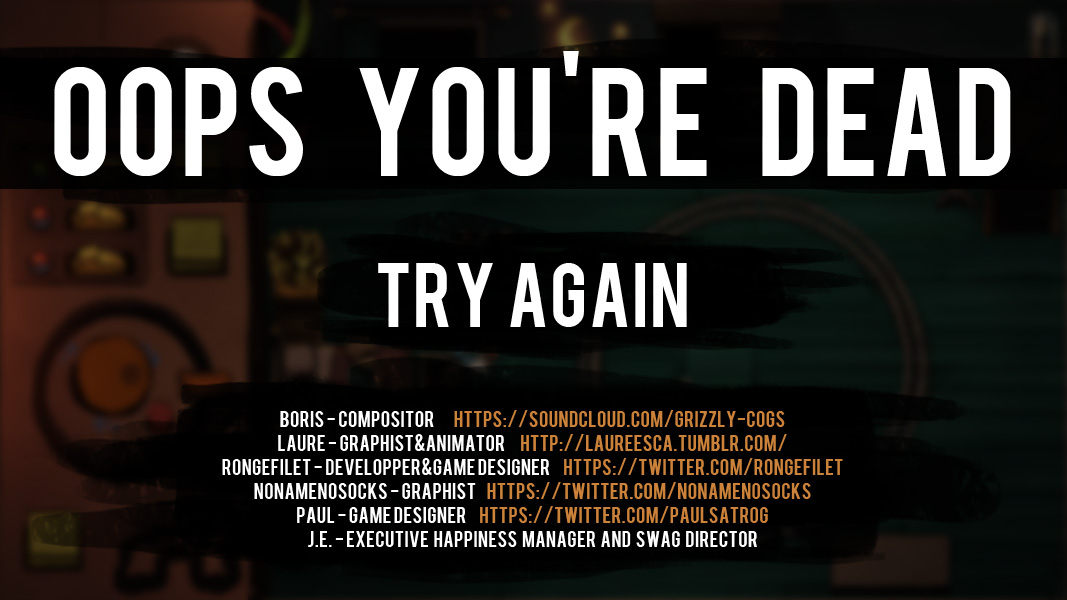 OOPS YOU'RE DEAD
TRY AGAIN
BORIS - COMPOSITOR HTTPS://SOUNDCLOUD.COM/GRIZZLY-COGS
LAURE - GRAPHIST&ANIMATOR HTTP://LAUREESCA.TUMBLR.COM/
RONGEFILET - DEVELOPPER&GAME DESIGNER HTTPS://TWITTER.COM/RONGEFILET
NONAMENOSOCKS - GRAPHIST HTTPS://TWITTER.COM/NONAMENOSOCKS
PAUL - GAME DESIGNER HTTPS://TWITTER.COM/PAULSATROG
J.E. - EXECUTIVE HAPPINESS MANAGER AND SWAG DIRECTOR